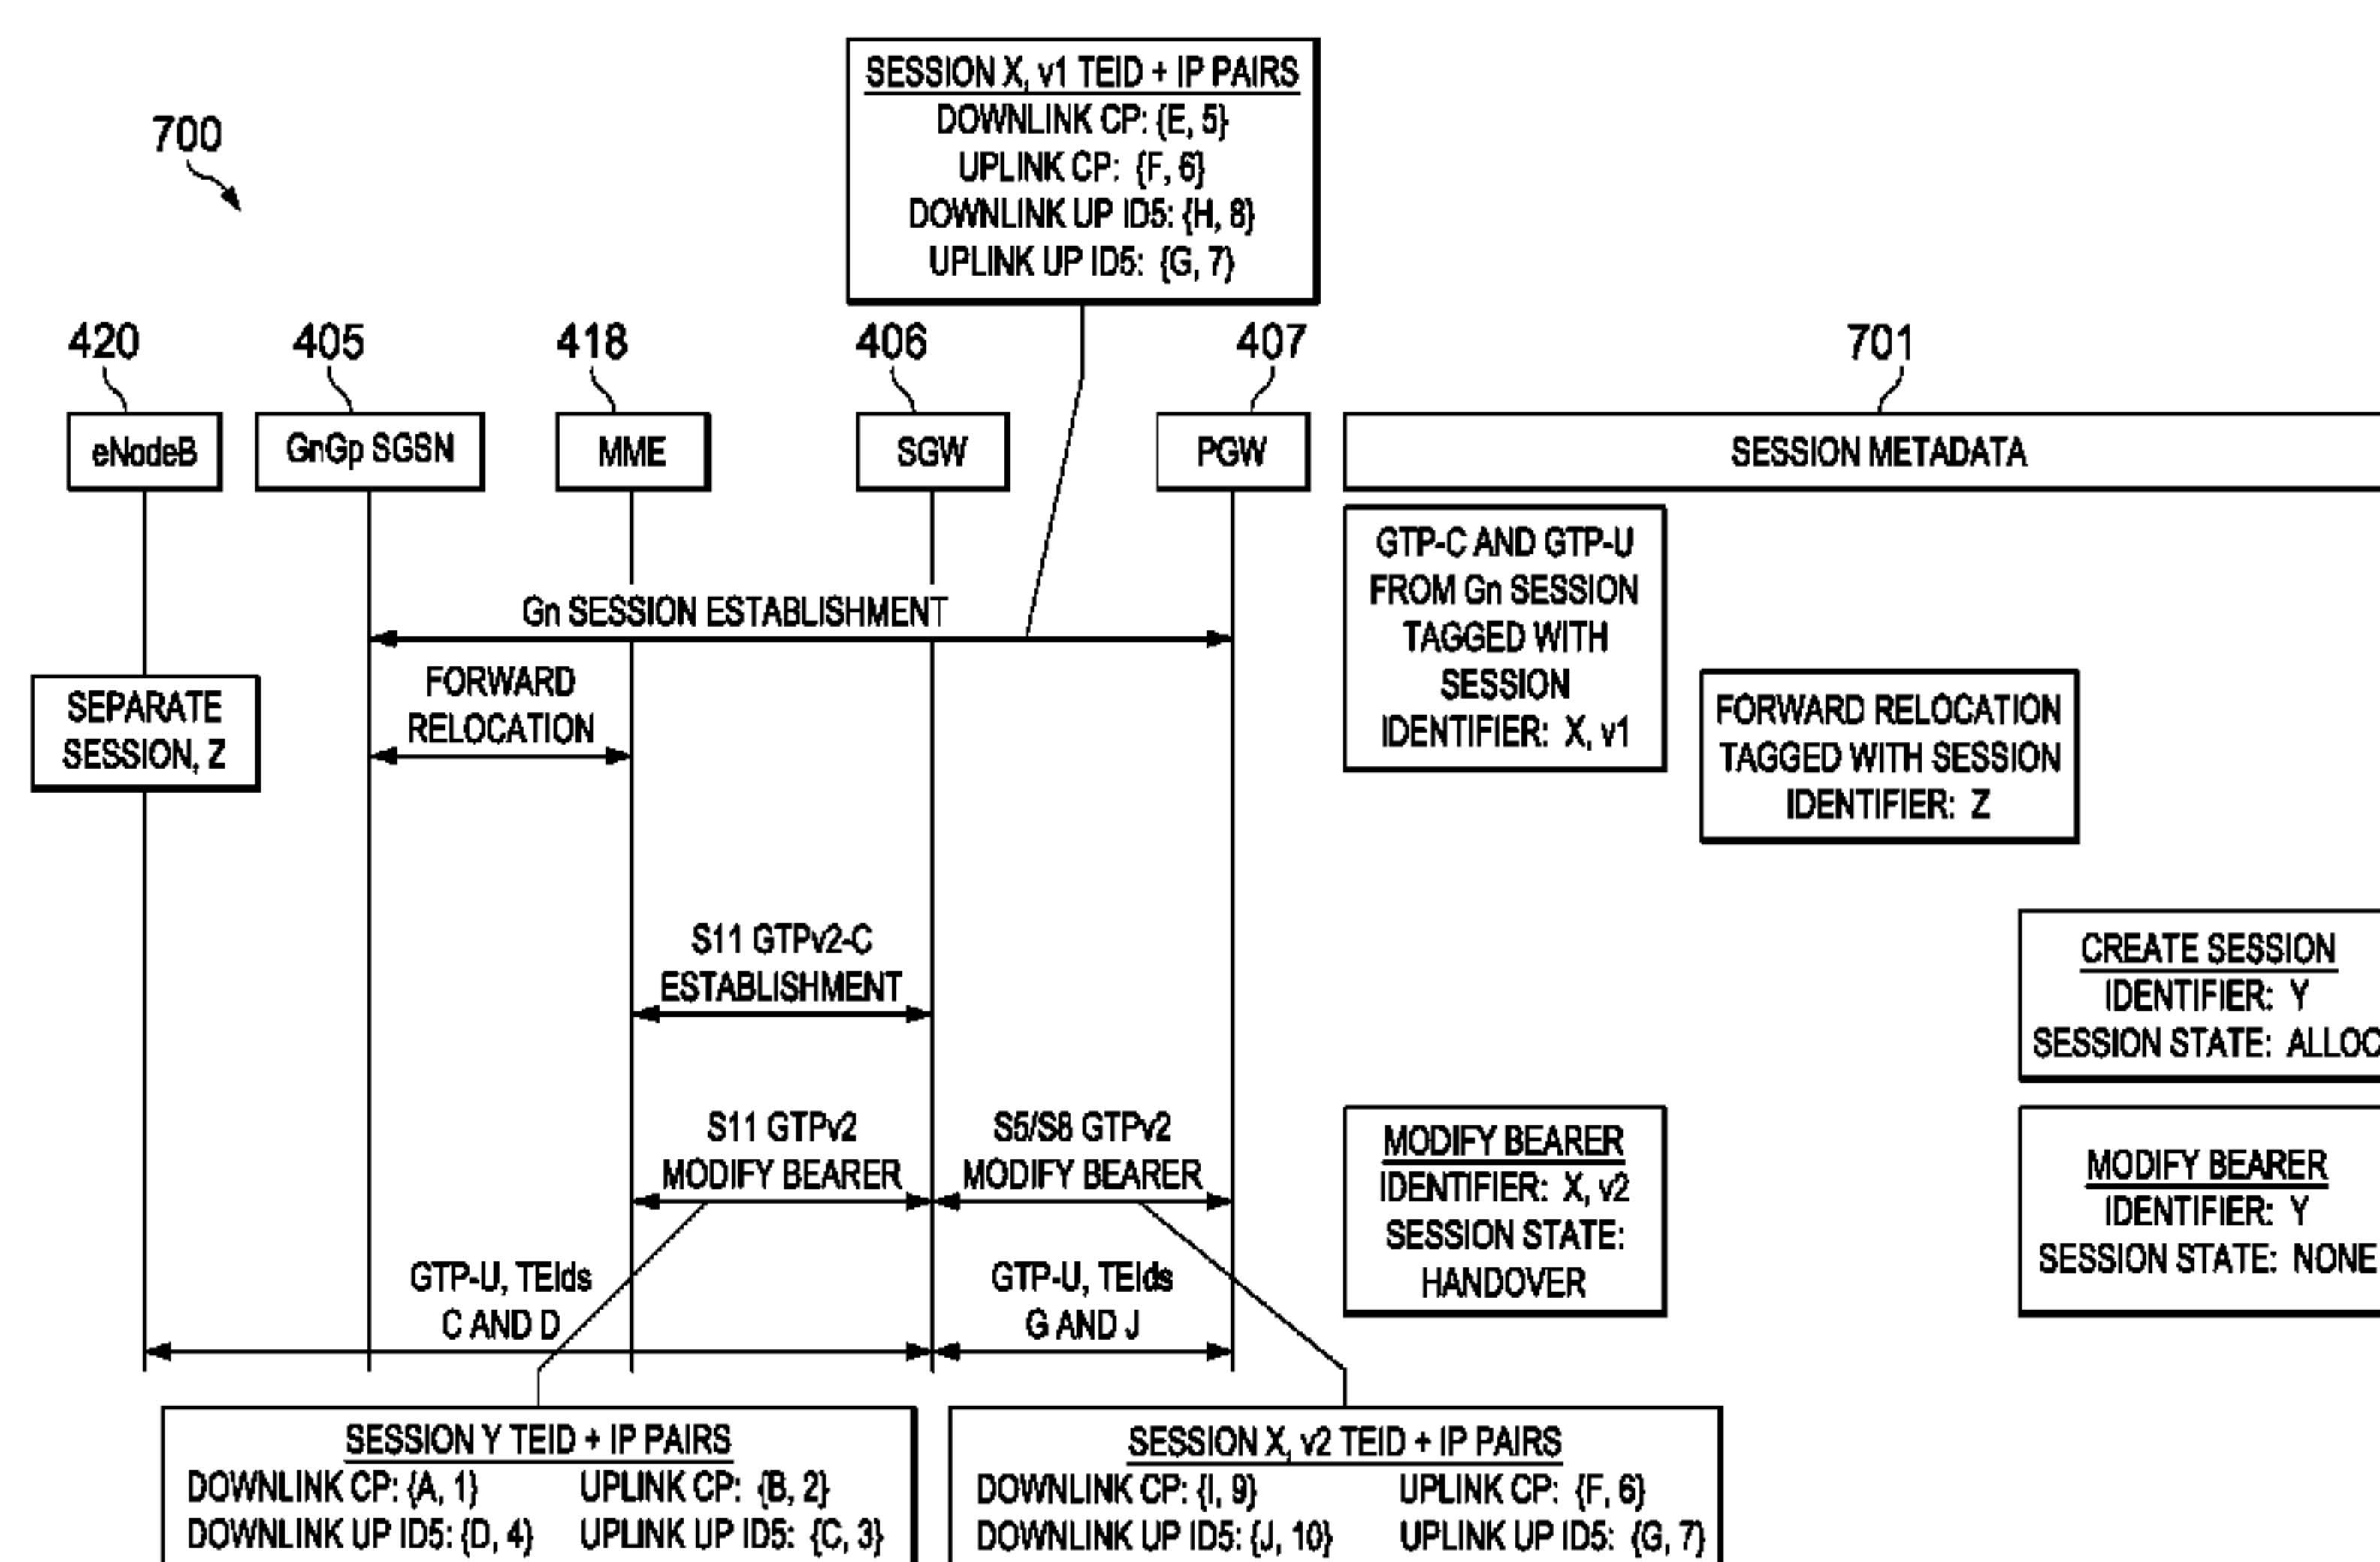 700
SESSION X, v1 TEID + IP PAIRS
DOWNLINK CP: {E, 5}
UPLINK CP: {F, 6}
DOWNLINK UP ID5: {H, 8}
UPLINK UP ID5: {G, 7}
420
405
418
406
407
701
eNodeB
GnGp SGSN
MME
SGW
PGW
SESSION METADATA
Gn SESSION ESTABLISHMENT
GTP-C AND GTP-U
FROM Gn SESSION
TAGGED WITH
SESSION
IDENTIFIER: X, v1
SEPARATE
SESSION, Z
FORWARD
RELOCATION
FORWARD RELOCATION
TAGGED WITH SESSION
IDENTIFIER: Z
S11 GTPv2-C
ESTABLISHMENT
CREATE SESSION
IDENTIFIER: Y
SESSION STATE: ALLOC
S11 GTPv2
MODIFY BEARER
S5/S8 GTPv2
MODIFY BEARER
MODIFY BEARER
IDENTIFIER: X, v2
SESSION STATE:
HANDOVER
MODIFY BEARER
IDENTIFIER: Y
SESSION STATE: NONE
GTP-U, TEIds
C AND D
GTP-U, TEIds
G AND J
SESSION Y TEID + IP PAIRS
DOWNLINK CP: {A, 1} UPLINK CP: {B, 2}
DOWNLINK UP ID5: {D, 4} UPLINK UP ID5: {C, 3}
SESSION X, v2 TEID + IP PAIRS
DOWNLINK CP: {I, 9} UPLINK CP: {F, 6}
DOWNLINK UP ID5: {J, 10} UPLINK UP ID5: {G, 7}